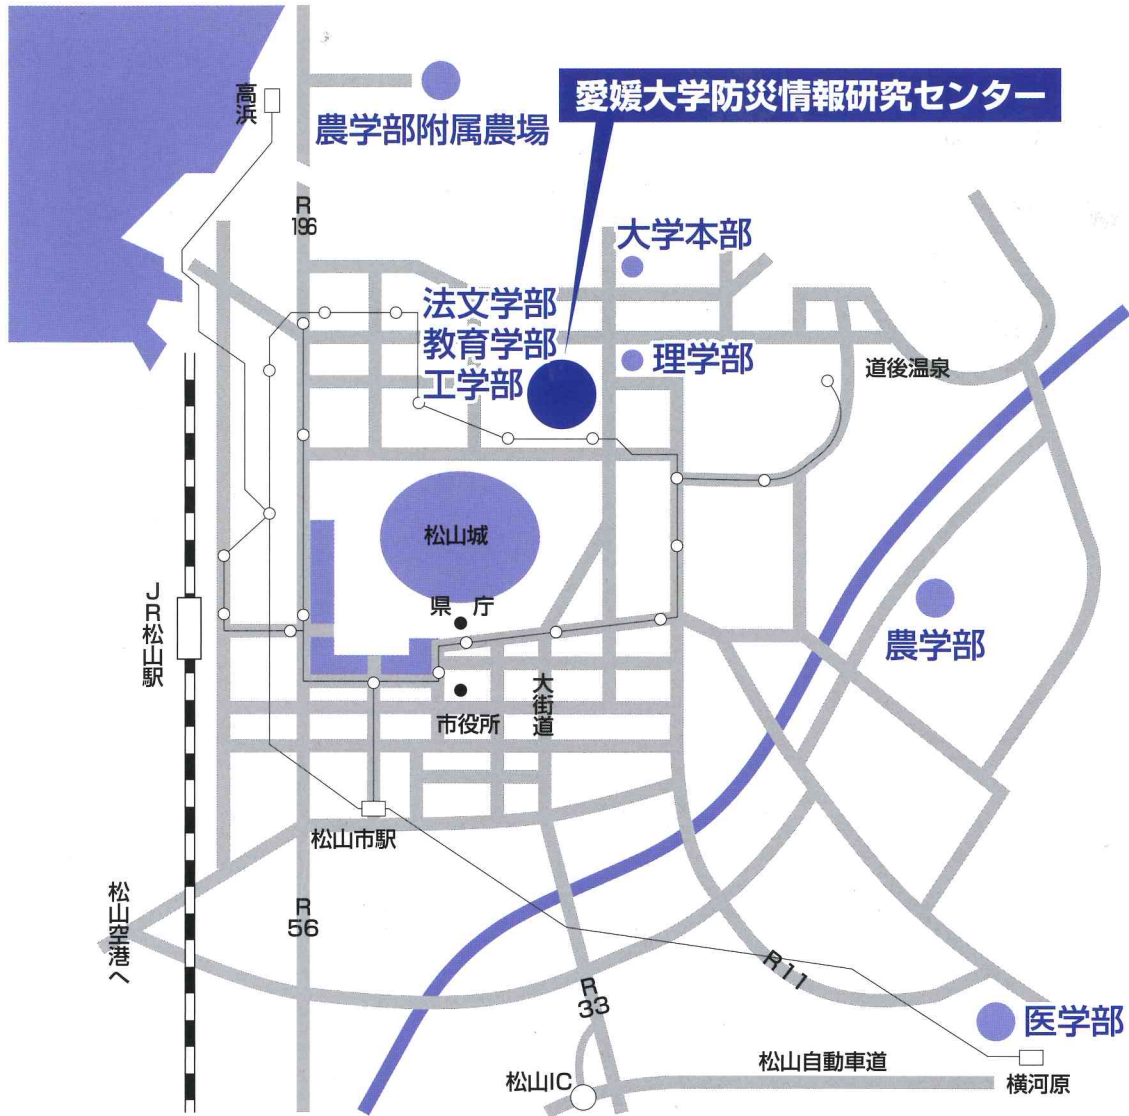 高浜
農学部附属農場
愛媛大学防災情報研究センター
R
196
大学本部
法文学部
教育学部
工学部
理学部
道後温泉
松山城
県庁
JR松山駅
農学部
大街道
市役所
松山市駅
松山空港へ
R
56
R
33
R11
医学部
松山自動車道
松山IC
横河原